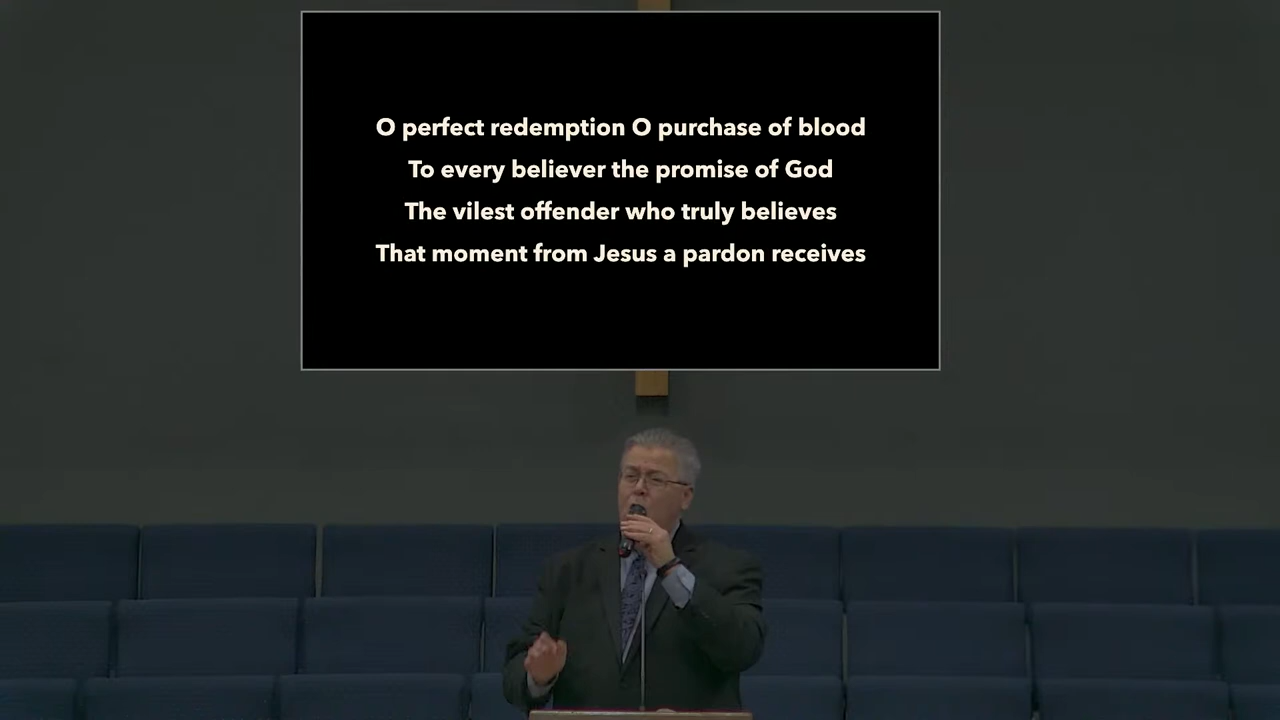 O perfect redemption O purchase of blood
To every believer the promise of God
The vilest offender who truly believes
That moment from Jesus a pardon receives